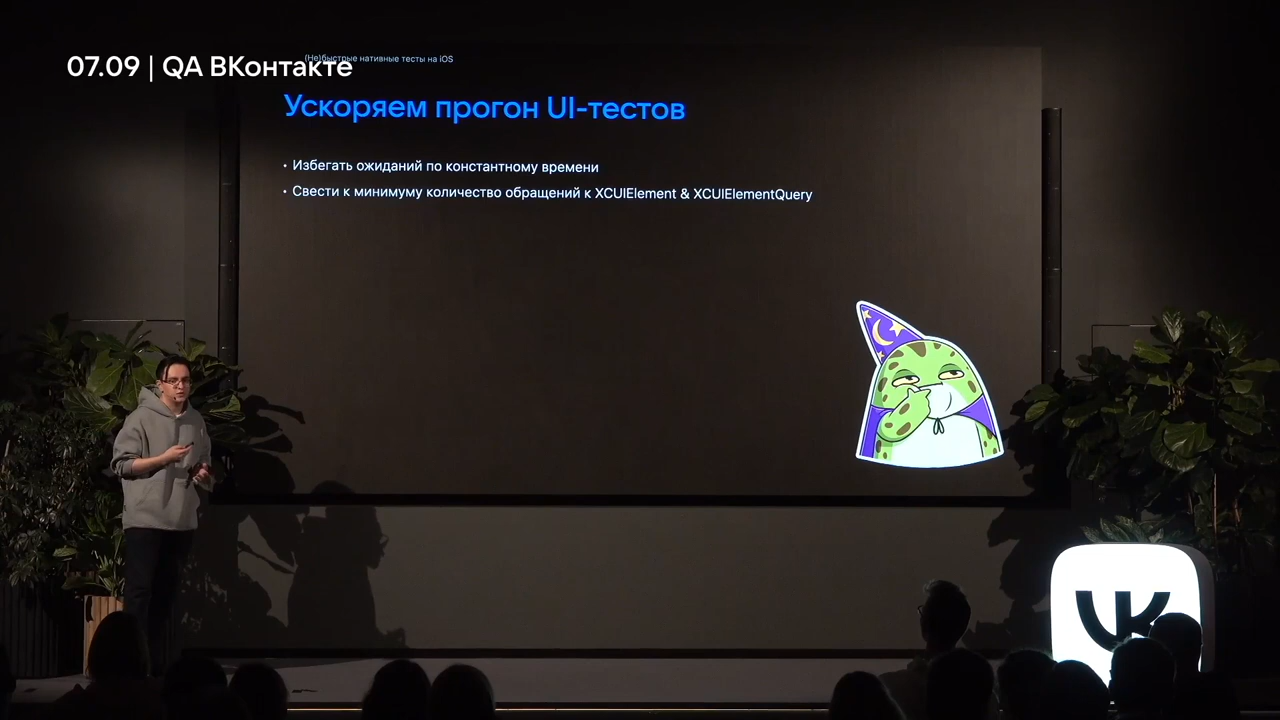 (Не)быстрые нативные тесты на iOS
07.09 | QA ВКонтакте
Ускоряем прогон UI-тестов
• Избегать ожиданий по константному времени
• Свести к минимуму количество обращений к XCUIElement & XCUIElementQuery
VK